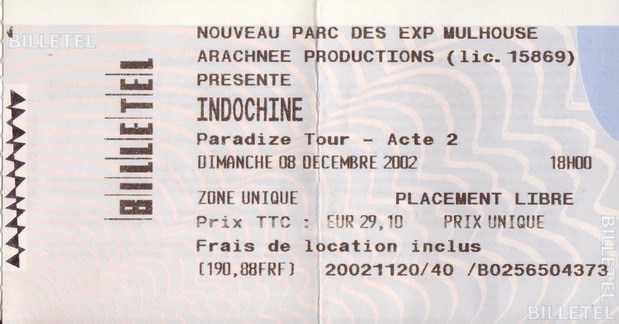 BILLETEL
NOUVEAU PARC DES EXP MULHOUSE
ARACHNEE PRODUCTIONS (lic. 15869)
PRESENTE
INDOCHINE
Paradize Tour - Acte 2
DIMANCHE 08 DECEMBRE 2002 18H00
ZONE UNIQUE PLACEMENT LIBRE
Prix TTC : EUR 29,10 PRIX UNIQUE
Frais de location inclus
(190,88FRF) 20021120/40 /B0256504373
BILLETEL
BILLETEL
BILLETEL